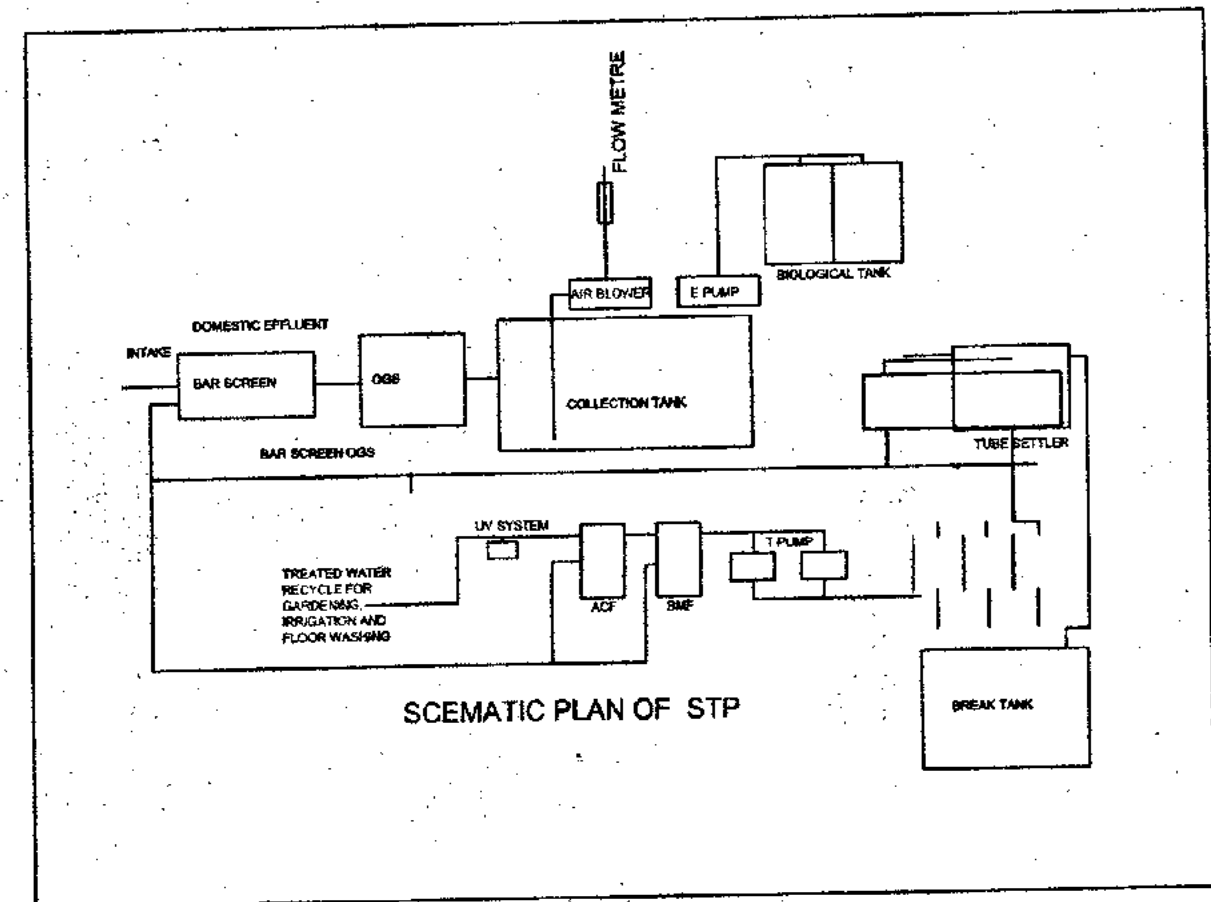 FLOW METRE
BIOLOGICAL TANK
AIR BLOWER
E PUMP
DOMESTIC EFFLUENT
INTAKE
BAR SCREEN
OGS
COLLECTION TANK
TUBE SETTLER
BAR SCREEN OGS
UV SYSTEM
T PUMP
TREATED WATER
RECYCLE FOR
GARDENING,
IRRIGATION AND
FLOOR WASHING
ACF
BMF
BREAK TANK
SCEMATIC PLAN OF STP